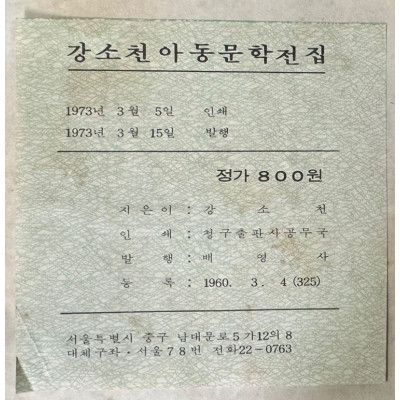 강소천아동문학전집
1973년 3월 5일 인쇄
1973년 3월 15일 발행
정가 800원
지은이 : 강소천
인쇄 : 청구출판사공무국
발행 : 배영사
등록 : 1960. 3. 4 (325)
서울특별시 중구 남대문로 5가 12의 8
대체구좌 · 서울 78번 전화 22-0763